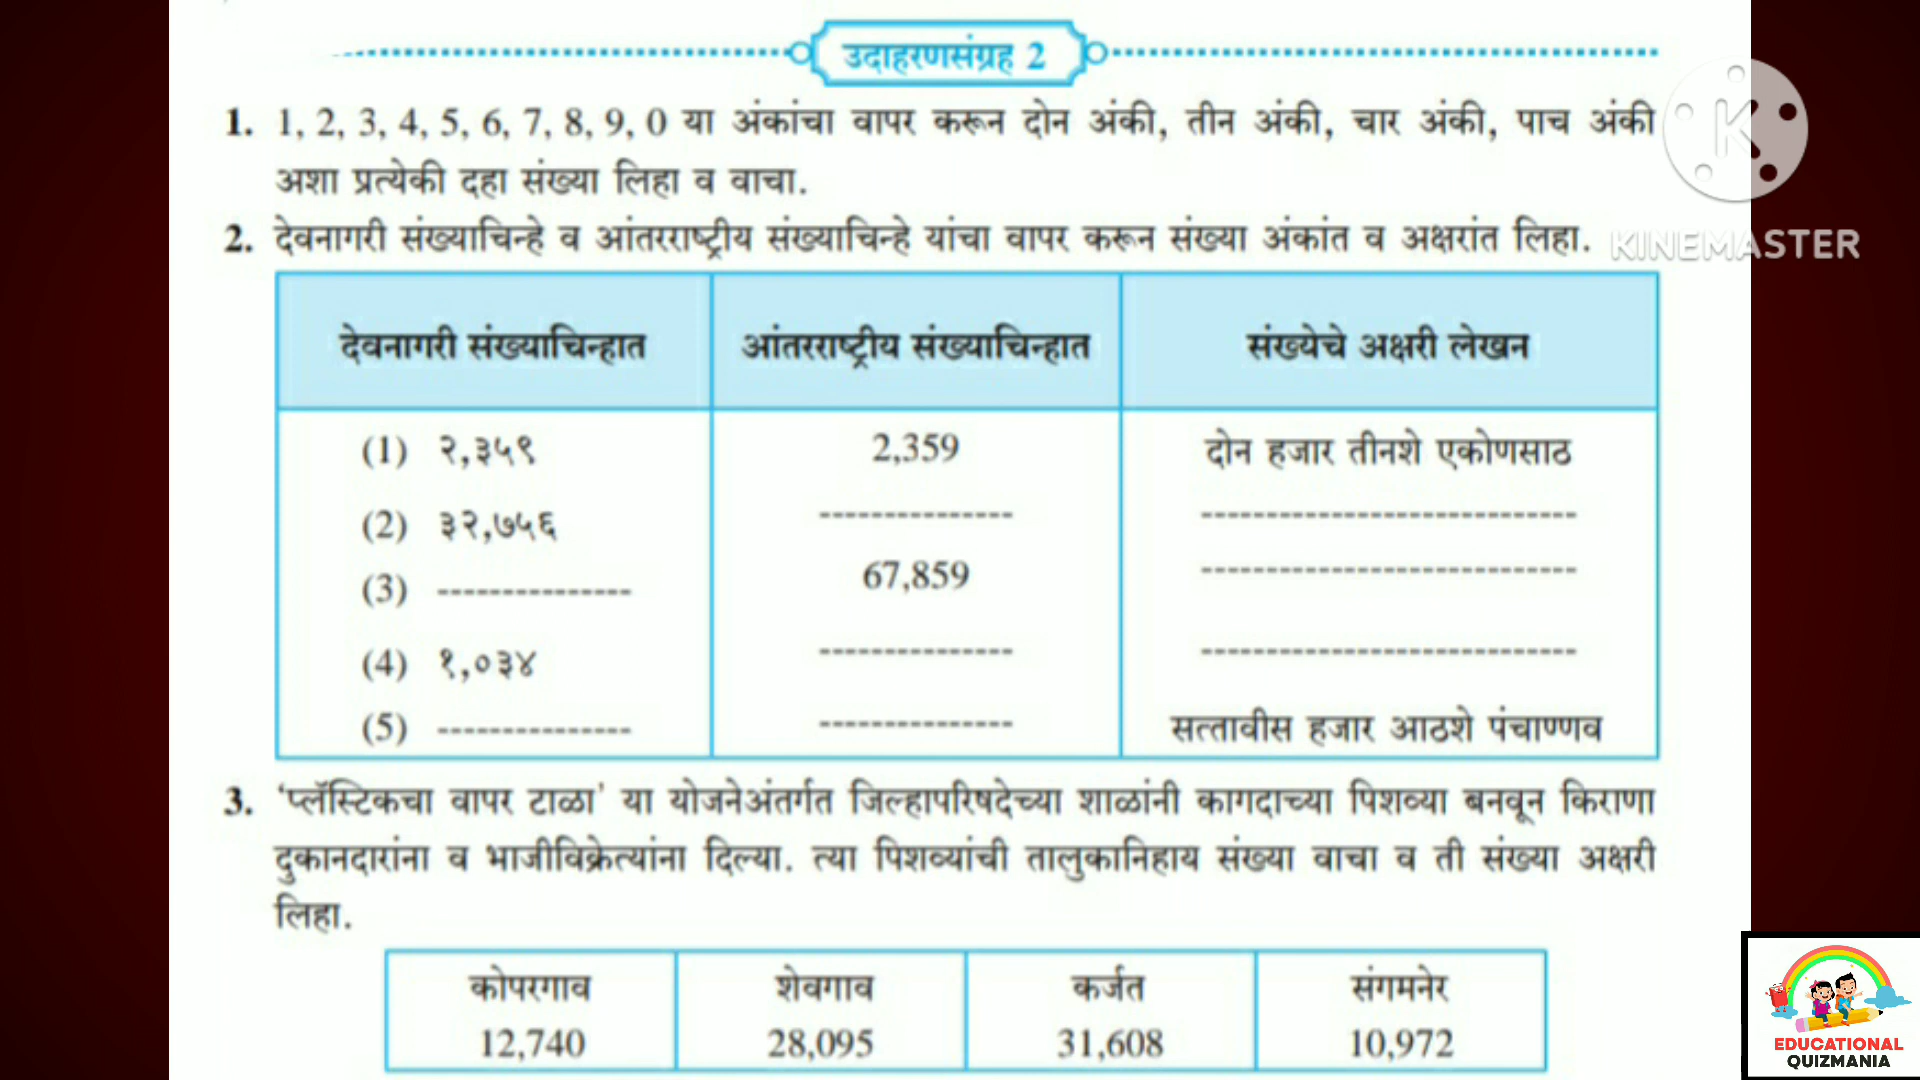 उदाहरणसंग्रह 2
1. 1, 2, 3, 4, 5, 6, 7, 8, 9, 0 या अंकांचा वापर करून दोन अंकी, तीन अंकी, चार अंकी, पाच अंकी
अशा प्रत्येकी दहा संख्या लिहा व वाचा.
2. देवनागरी संख्याचिन्हे व आंतरराष्ट्रीय संख्याचिन्हे यांचा वापर करून संख्या अंकांत व अक्षरांत लिहा.
KINEMASTER
देवनागरी संख्याचिन्हात आंतरराष्ट्रीय संख्याचिन्हात संख्येचे अक्षरी लेखन
(1) २,३५९ 2,359 दोन हजार तीनशे एकोणसाठ
(2) ३२,७५६ --------------- -----------------------------
(3) --------------- 67,859 -----------------------------
(4) १,०३४ --------------- -----------------------------
(5) --------------- --------------- सत्तावीस हजार आठशे पंचाण्णव
3. ‘प्लॅस्टिकचा वापर टाळा’ या योजनेअंतर्गत जिल्हापरिषदेच्या शाळांनी कागदाच्या पिशव्या बनवून किराणा
दुकानदारांना व भाजीविक्रेत्यांना दिल्या. त्या पिशव्यांची तालुकानिहाय संख्या वाचा व ती संख्या अक्षरी
लिहा.
कोपरगाव शेवगाव कर्जत संगमनेर
12,740 28,095 31,608 10,972
EDUCATIONAL
QUIZMANIA